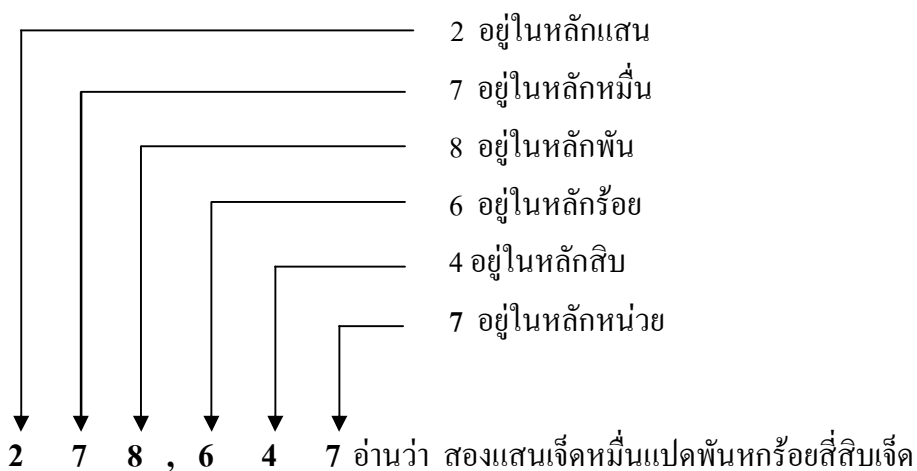 2 อยู่ในหลักแสน
7 อยู่ในหลักหมื่น
8 อยู่ในหลักพัน
6 อยู่ในหลักร้อย
4 อยู่ในหลักสิบ
7 อยู่ในหลักหน่วย
2 7 8 , 6 4 7 อ่านว่า สองแสนเจ็ดหมื่นแปดพันหกร้อยสี่สิบเจ็ด